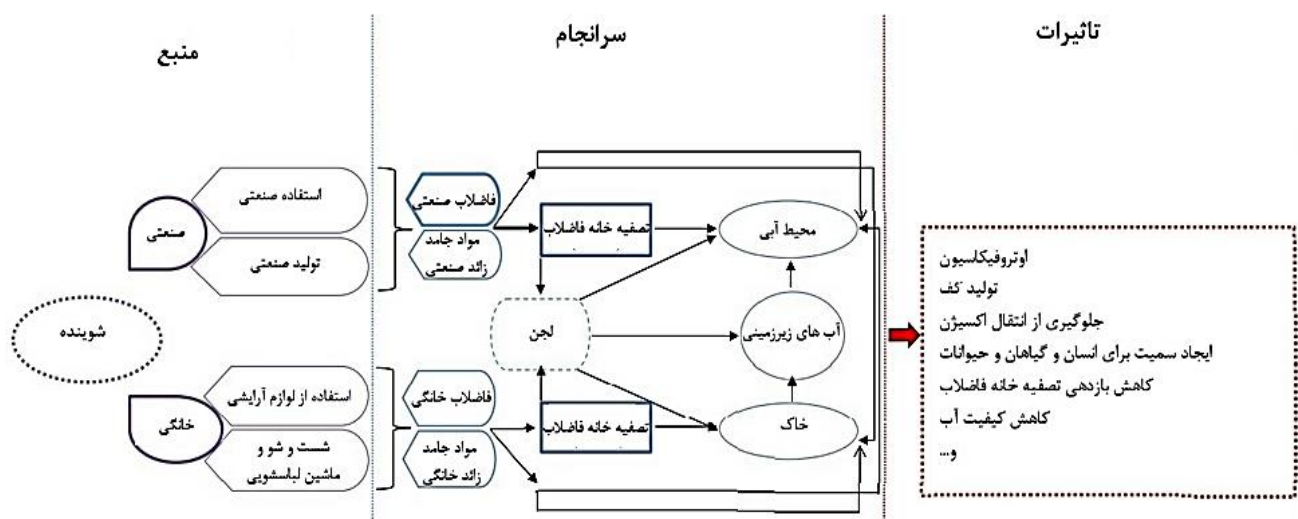 منبع
سرانجام
تاثیرات
شوینده
صنعتی
استفاده صنعتی
تولید صنعتی
خانگی
استفاده از لوازم آرایشی
شست و شو و
ماشین لباسشویی
فاضلاب صنعتی
مواد جامد
زائد صنعتی
فاضلاب خانگی
مواد جامد
زائد خانگی
تصفیه خانه فاضلاب
لجن
تصفیه خانه فاضلاب
محیط آبی
آب های زیرزمینی
خاک
اوتروفیکاسیون
تولید کف
جلوگیری از انتقال اکسیژن
ایجاد سمیت برای انسان و گیاهان و حیوانات
کاهش بازدهی تصفیه خانه فاضلاب
کاهش کیفیت آب
و...